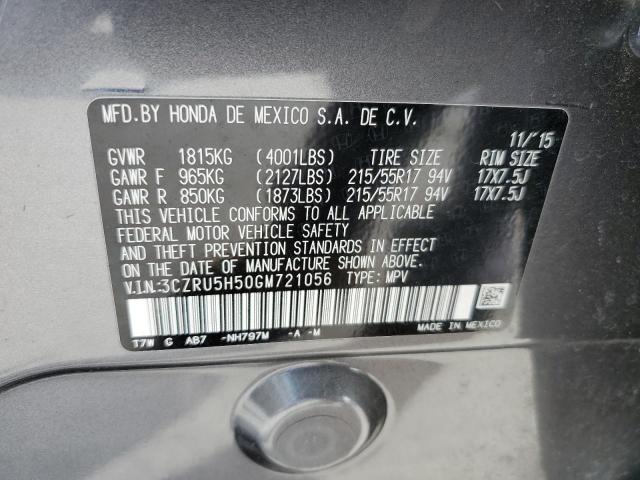 MFD.BY HONDA DE MEXICO S.A. DE C.V.
11/'15
GVWR 1815KG (4001LBS) TIRE SIZE RIM SIZE
GAWR F 965KG (2127LBS) 215/55R17 94V 17X7.5J
GAWR R 850KG (1873LBS) 215/55R17 94V 17X7.5J
THIS VEHICLE CONFORMS TO ALL APPLICABLE
FEDERAL MOTOR VEHICLE SAFETY
AND THEFT PREVENTION STANDARDS IN EFFECT
ON THE DATE OF MANUFACTURE SHOWN ABOVE.
V.I.N:3CZRU5H50GM721056 TYPE: MPV
T7W G AB7 -NH797M -A -M MADE IN MEXICO